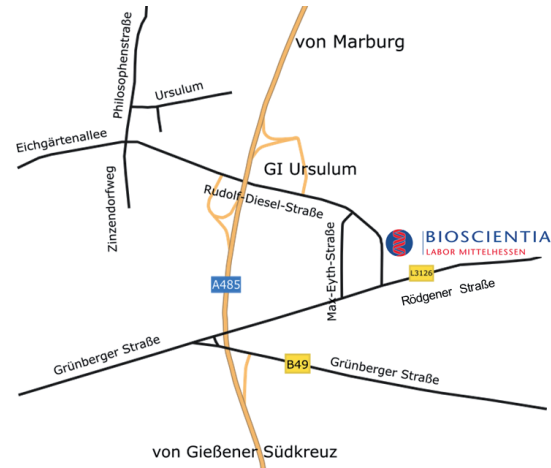 von Marburg
Philosophenstraße
Ursulum
Eichgärtenallee
GI Ursulum
Zinzendorfweg
Rudolf-Diesel-Straße
Max-Eyth-Straße
BIOSCIENTIA
LABOR MITTELHESSEN
L3126
A485
Rödgener Straße
Grünberger Straße
B49
Grünberger Straße
von Gießener Südkreuz